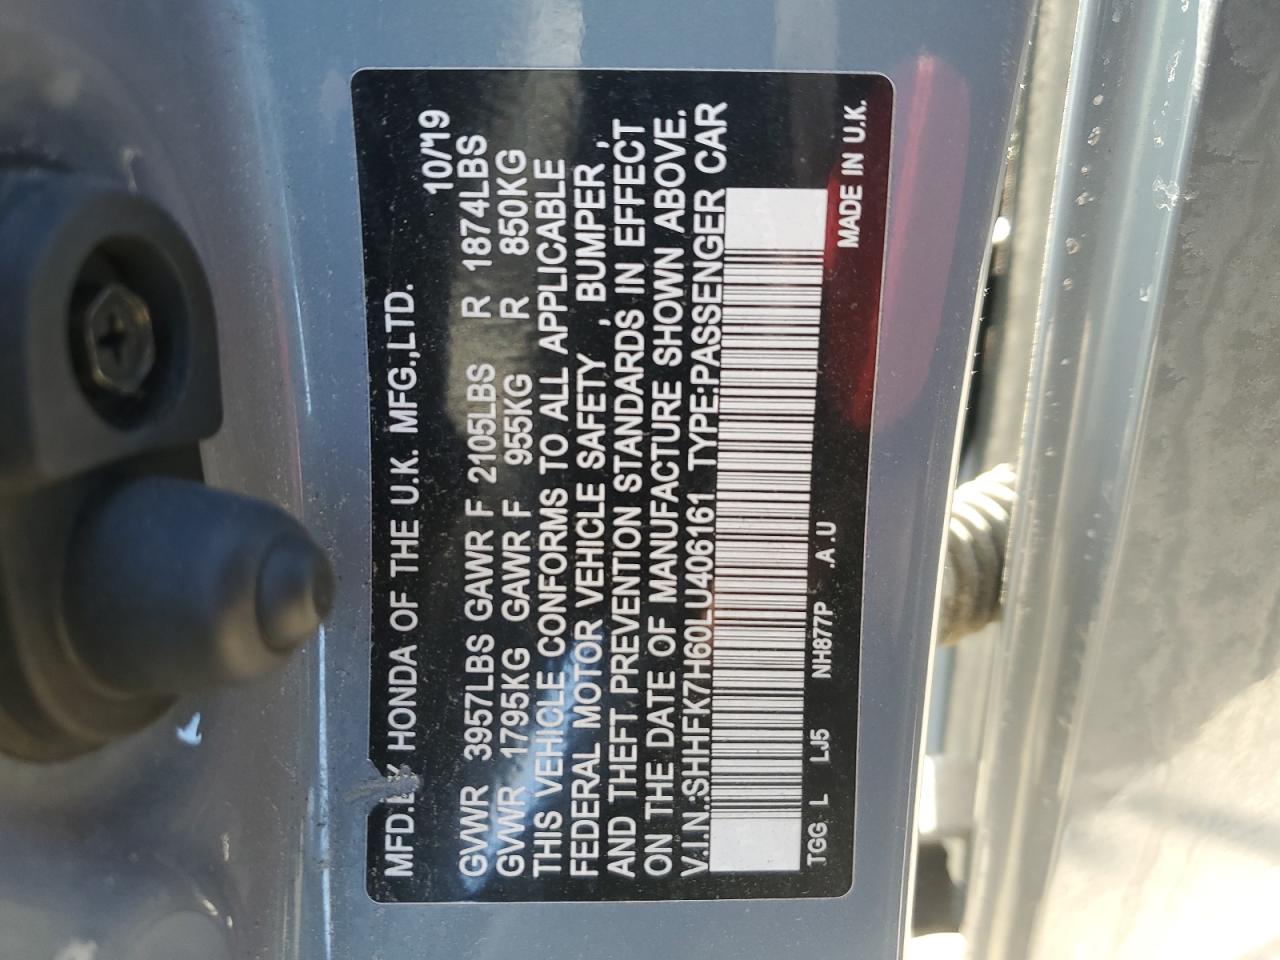 MFD.BY HONDA OF THE U.K. MFG.,LTD.
10/'19
GVWR 3957LBS GAWR F 2105LBS R 1874LBS
GVWR 1795KG GAWR F 955KG R 850KG
THIS VEHICLE CONFORMS TO ALL APPLICABLE
FEDERAL MOTOR VEHICLE SAFETY , BUMPER ,
AND THEFT PREVENTION STANDARDS IN EFFECT
ON THE DATE OF MANUFACTURE SHOWN ABOVE.
V.I.N.:SHHFK7H60LU406161 TYPE:PASSENGER CAR
TGG L LJ5 NH877P .A .U
MADE IN U.K.